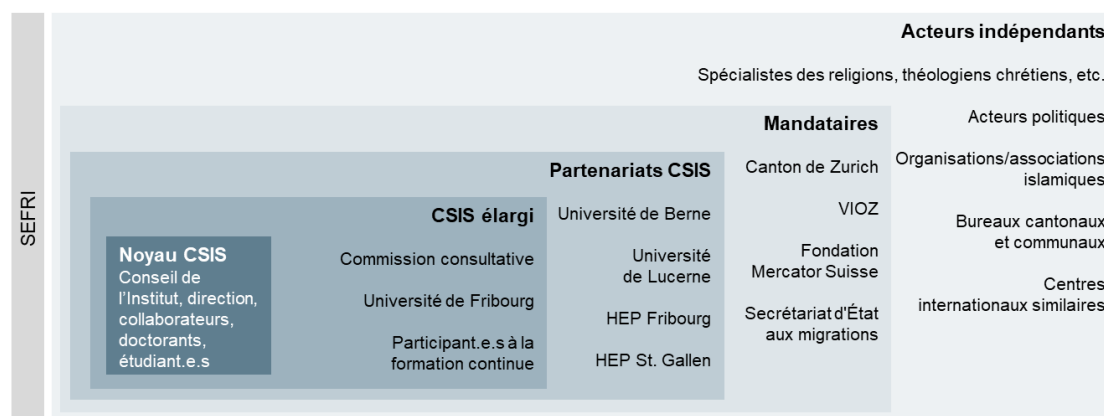 SEFRI
Acteurs indépendants
Spécialistes des religions, théologiens chrétiens, etc.
Acteurs politiques
Organisations/associations
islamiques
Bureaux cantonaux
et communaux
Centres
internationaux similaires
Mandataires
Canton de Zurich
VIOZ
Fondation
Mercator Suisse
Secrétariat d'État
aux migrations
Partenariats CSIS
Université de Berne
Université
de Lucerne
HEP Fribourg
HEP St. Gallen
CSIS élargi
Commission consultative
Université de Fribourg
Participant.e.s à la
formation continue
Noyau CSIS
Conseil de
l'Institut, direction,
collaborateurs,
doctorants,
étudiant.e.s